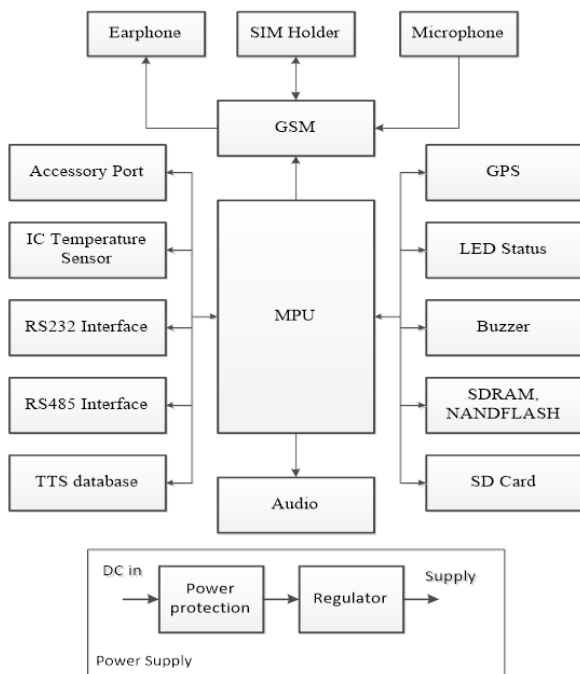 Earphone
SIM Holder
Microphone
GSM
Accessory Port
GPS
IC Temperature
Sensor
LED Status
MPU
RS232 Interface
Buzzer
RS485 Interface
SDRAM,
NANDFLASH
TTS database
SD Card
Audio
DC in
Power
protection
Regulator
Supply
Power Supply